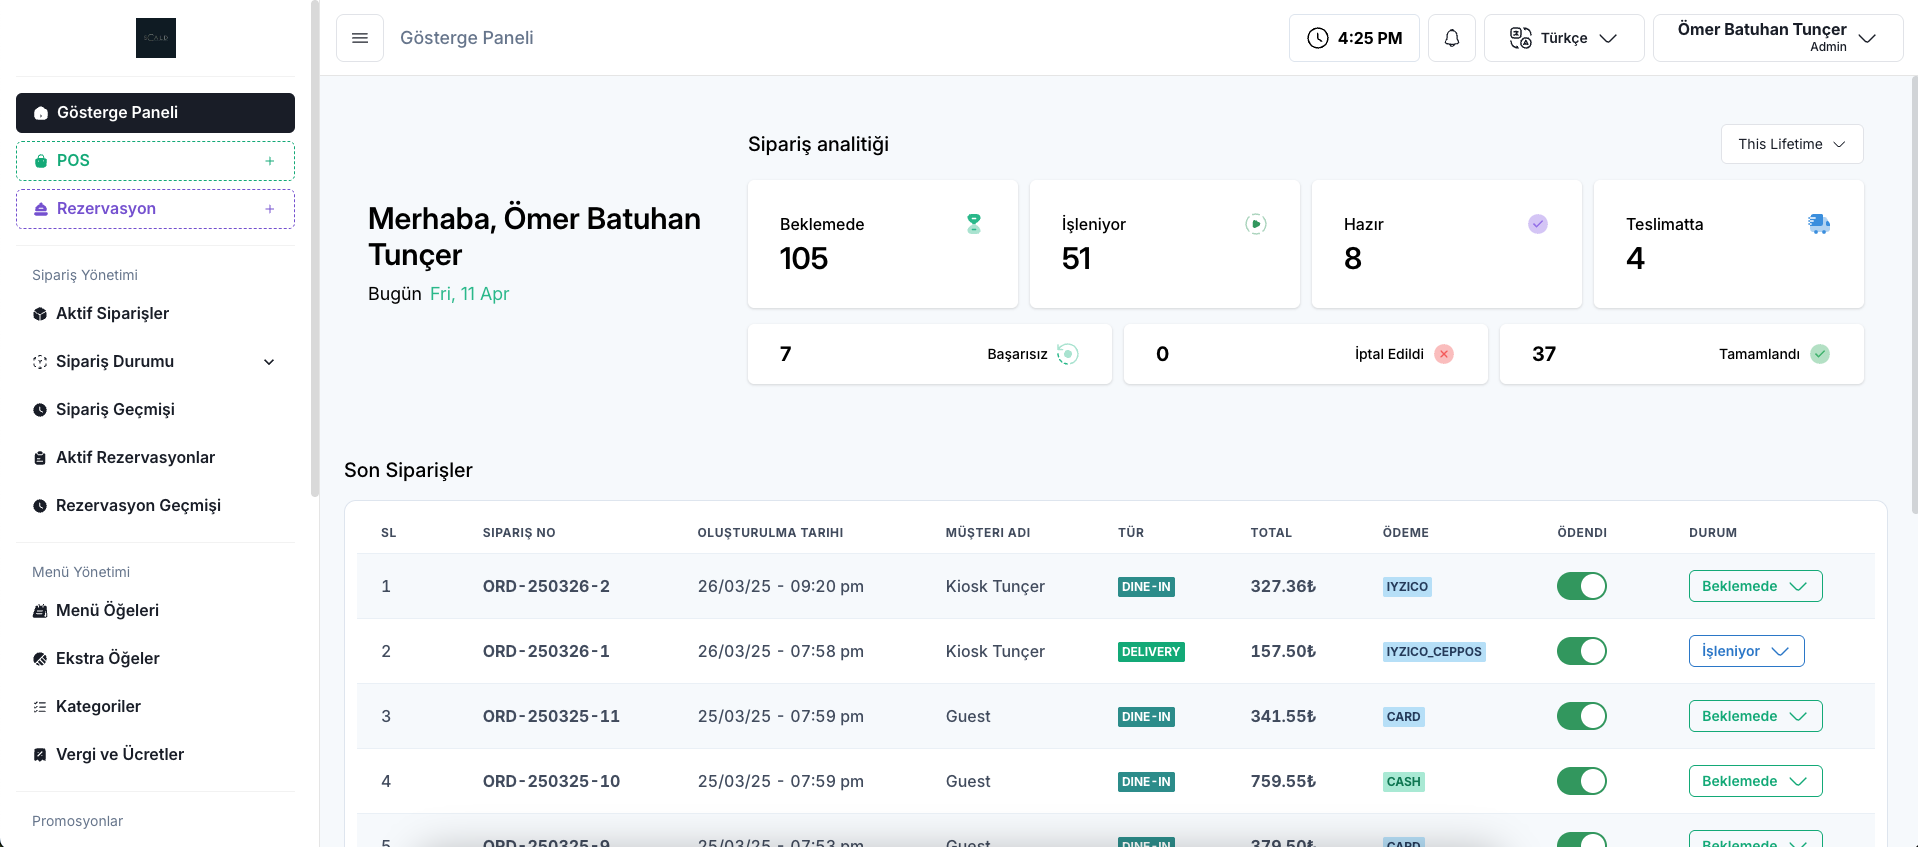 SCALD
Gösterge Paneli
POS
Rezervasyon
Sipariş Yönetimi
Aktif Siparişler
Sipariş Durumu
Sipariş Geçmişi
Aktif Rezervasyonlar
Rezervasyon Geçmişi
Menü Yönetimi
Menü Öğeleri
Ekstra Öğeler
Kategoriler
Vergi ve Ücretler
Promosyonlar
Gösterge Paneli
4:25 PM
Türkçe
Ömer Batuhan Tunçer
Admin
Merhaba, Ömer Batuhan
Tunçer
Bugün Fri, 11 Apr
Sipariş analitiği
This Lifetime
Beklemede
105
İşleniyor
51
Hazır
8
Teslimatta
4
7 Başarısız
0 İptal Edildi
37 Tamamlandı
Son Siparişler
SL SIPARIŞ NO OLUŞTURULMA TARIHI MÜŞTERI ADI TÜR TOTAL ÖDEME ÖDENDI DURUM
1 ORD-250326-2 26/03/25 - 09:20 pm Kiosk Tunçer DINE-IN 327.36₺ IYZICO Beklemede
2 ORD-250326-1 26/03/25 - 07:58 pm Kiosk Tunçer DELIVERY 157.50₺ IYZICO_CEPPOS İşleniyor
3 ORD-250325-11 25/03/25 - 07:59 pm Guest DINE-IN 341.55₺ CARD Beklemede
4 ORD-250325-10 25/03/25 - 07:59 pm Guest DINE-IN 759.55₺ CASH Beklemede
5 ORD-250325-9 25/03/25 - 07:53 pm Guest DINE-IN 379.50₺ CARD Beklemede